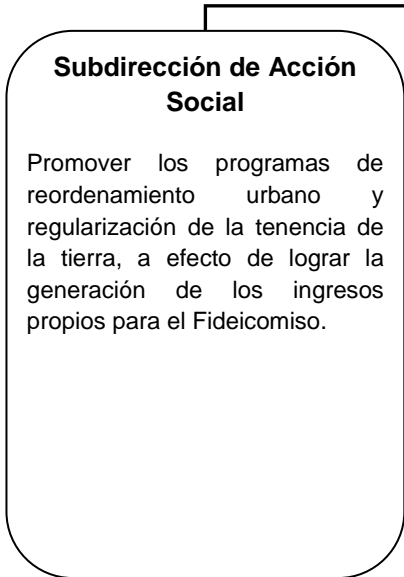 Subdirección de Acción
Social
Promover los programas de
reordenamiento urbano y
regularización de la tenencia de
la tierra, a efecto de lograr la
generación de los ingresos
propios para el Fideicomiso.